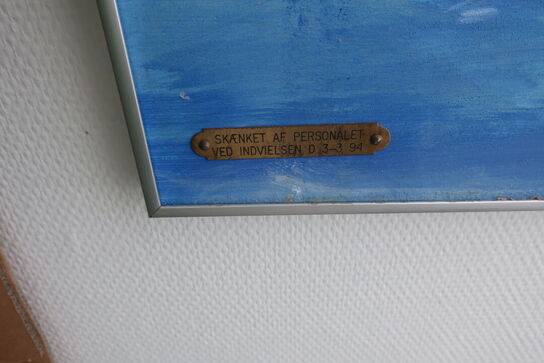 SKÆNKET AF PERSONALET
VED INDVIELSEN D. 3-3 94